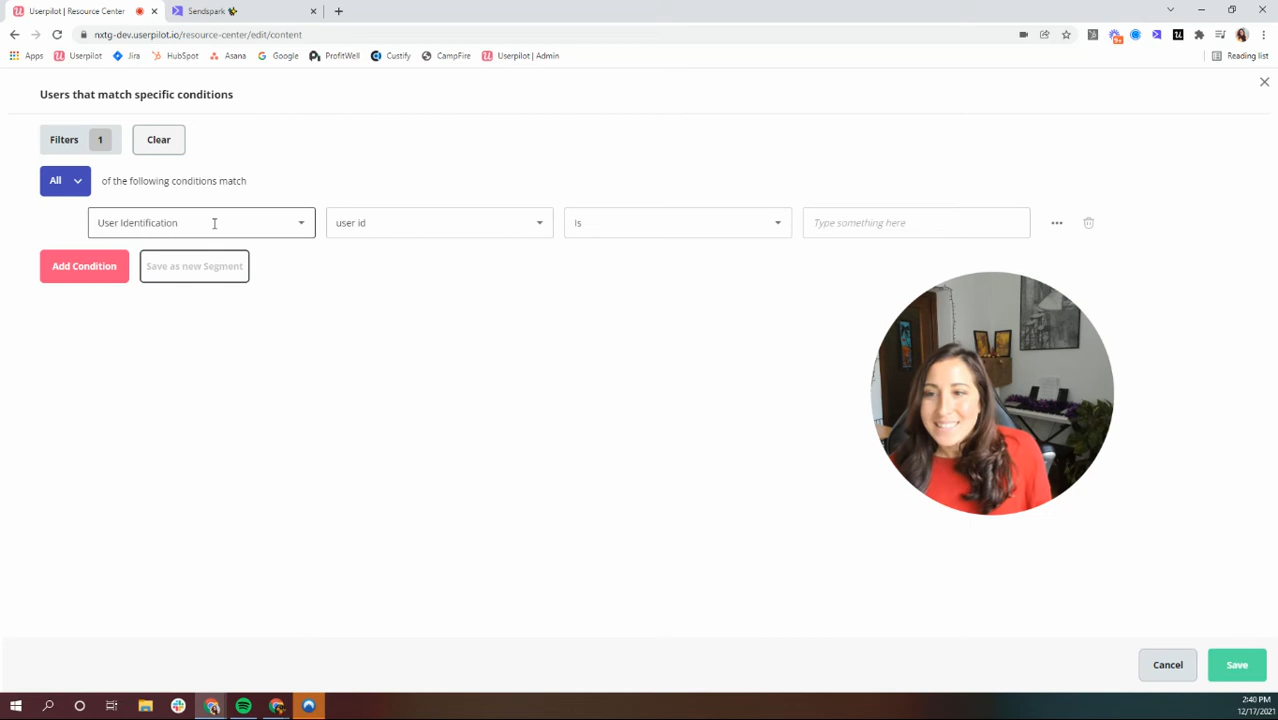 Userpilot | Resource Center
Sendspark
nxtg-dev.userpilot.io/resource-center/edit/content
Apps Userpilot Jira HubSpot Asana Google ProfitWell Custify CampFire Userpilot | Admin Reading list
Users that match specific conditions
Filters 1 Clear
All of the following conditions match
User Identification user id Is Type something here
Add Condition Save as new Segment
Cancel Save
2:40 PM
12/17/2021